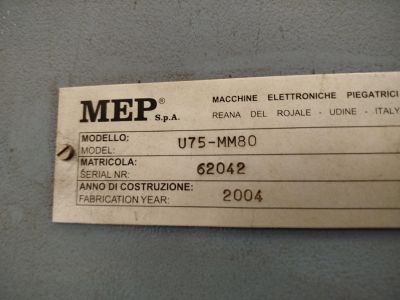 MEP® S.p.A.
MACCHINE ELETTRONICHE PIEGATRICI
REANA DEL ROJALE - UDINE - ITALY
MODELLO: U75-MM80
MODEL:
MATRICOLA: 62042
SERIAL NR:
ANNO DI COSTRUZIONE: 2004
FABRICATION YEAR: